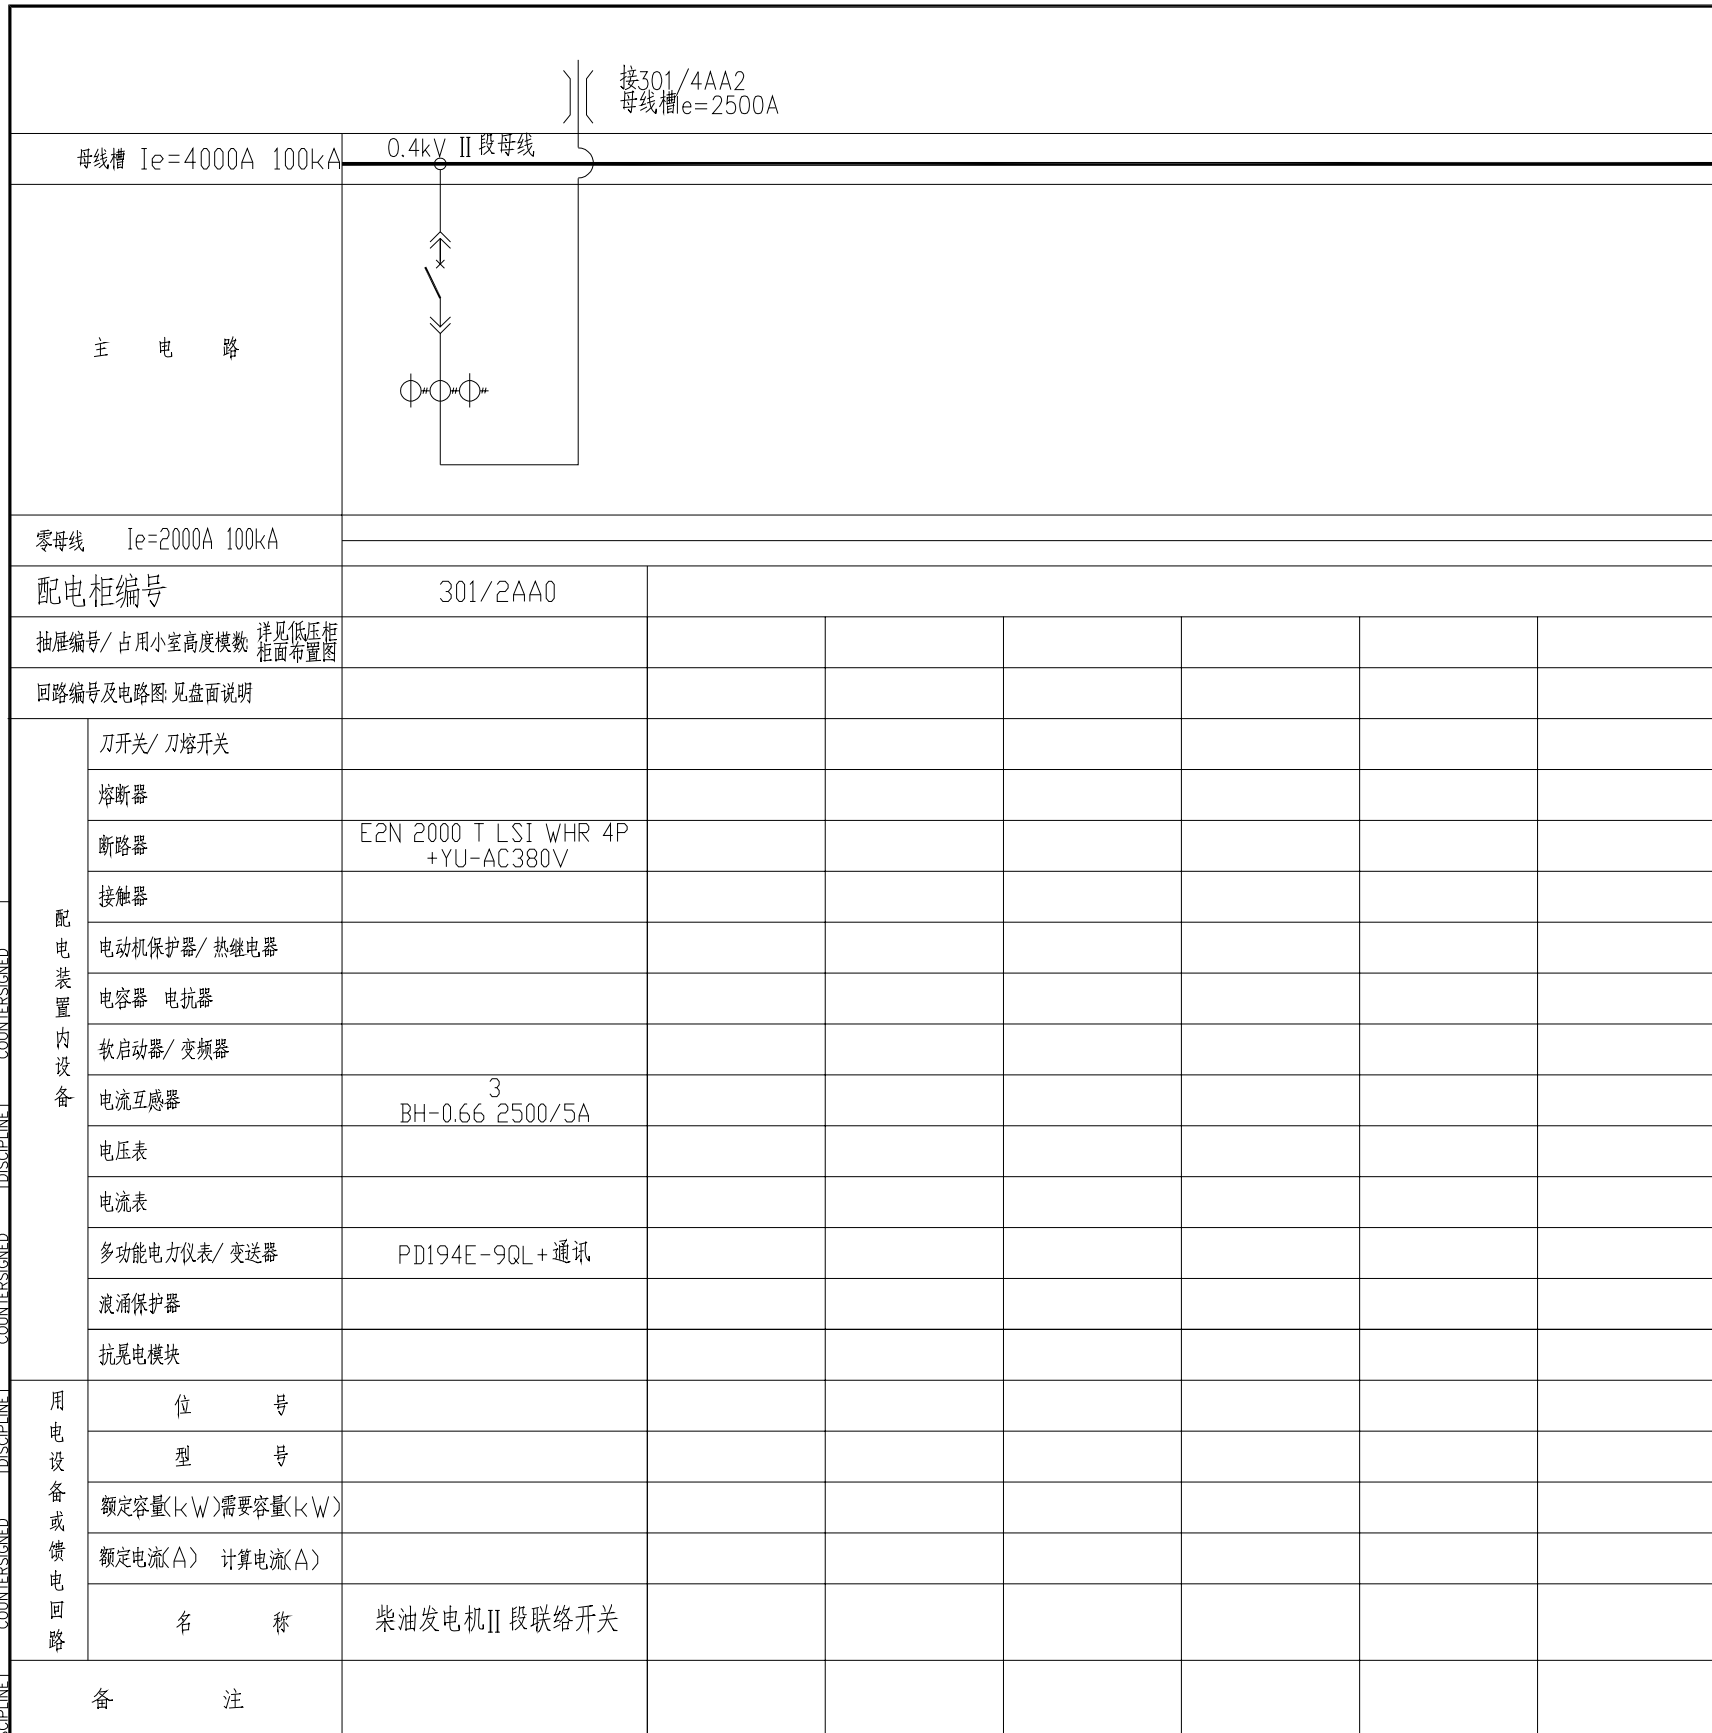 接301/4AA2
母线槽Ie=2500A
母线槽 Ie=4000A 100kA
0.4kV II 段母线
主 电 路
零母线 Ie=2000A 100kA
配电柜编号
301/2AA0
抽屉编号/ 占用小室高度模数: 详见低压柜
柜面布置图
回路编号及电路图: 见盘面说明
配电装置内设备
刀开关/ 刀熔开关
熔断器
断路器
E2N 2000 T LSI WHR 4P
+YU-AC380V
接触器
电动机保护器/ 热继电器
电容器 电抗器
软启动器/ 变频器
电流互感器
3
BH-0.66 2500/5A
电压表
电流表
多功能电力仪表/ 变送器
PD194E-9QL+通讯
浪涌保护器
抗晃电模块
用电设备或馈电回路
位 号
型 号
额定容量(kW)需要容量(kW)
额定电流(A) 计算电流(A)
名 称
柴油发电机II 段联络开关
备 注
COUNTERSIGNED
DISCIPLINE
COUNTERSIGNED
DISCIPLINE
COUNTERSIGNED